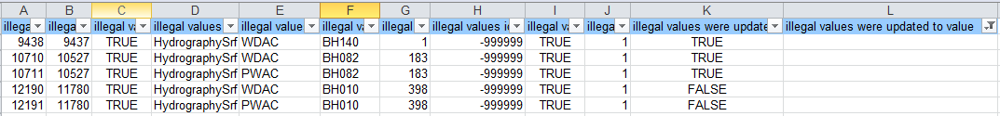 A B C D E F G H I J K L
illega illega illegal va illegal values illegal value illegal va illegal illegal values i illegal va illega illegal values were update illegal values were updated to value
9438 9437 TRUE HydrographySrf WDAC BH140 1 -999999 TRUE 1 TRUE
10710 10527 TRUE HydrographySrf WDAC BH082 183 -999999 TRUE 1 TRUE
10711 10527 TRUE HydrographySrf PWAC BH082 183 -999999 TRUE 1 TRUE
12190 11780 TRUE HydrographySrf WDAC BH010 398 -999999 TRUE 1 FALSE
12191 11780 TRUE HydrographySrf PWAC BH010 398 -999999 TRUE 1 FALSE